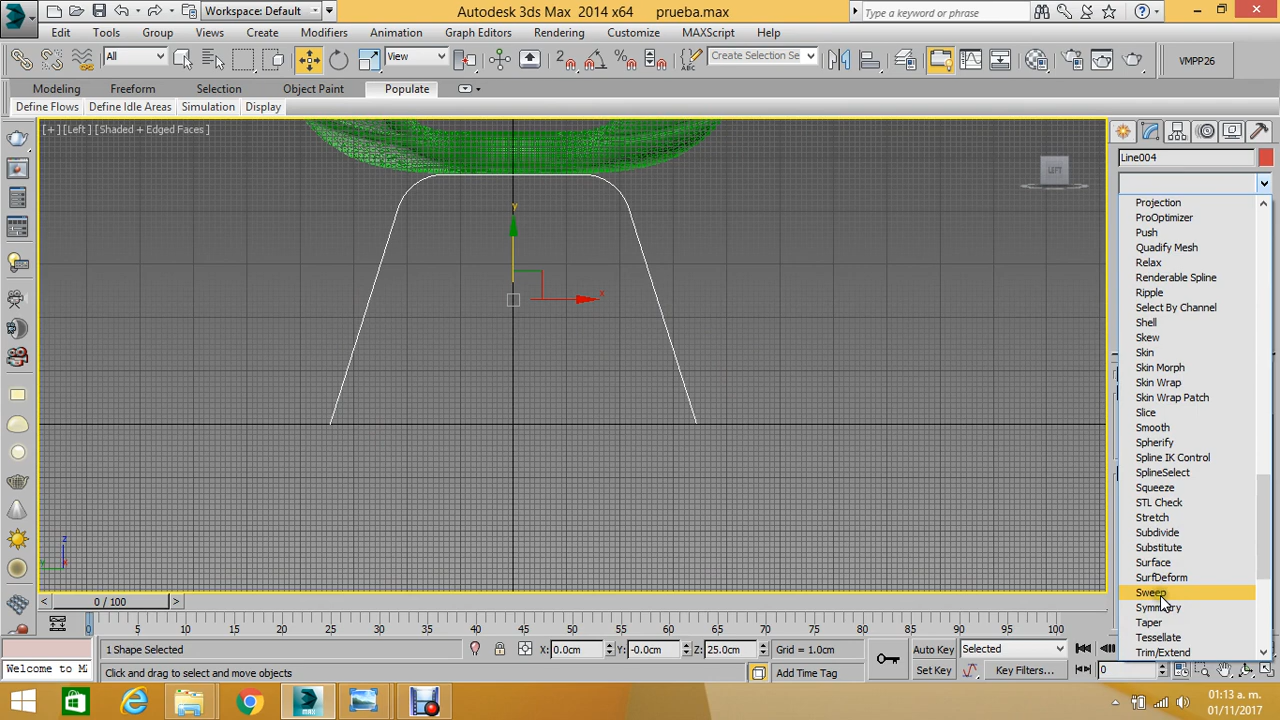 Workspace: Default
Autodesk 3ds Max 2014 x64 prueba.max
Type a keyword or phrase
Edit Tools Group Views Create Modifiers Animation Graph Editors Rendering Customize MAXScript Help
All View Create Selection Se VMPP26
Modeling Freeform Selection Object Paint Populate
Define Flows Define Idle Areas Simulation Display
[+] [Left] [Shaded + Edged Faces]
LEFT
Line004
Projection
ProOptimizer
Push
Quadify Mesh
Relax
Renderable Spline
Ripple
Select By Channel
Shell
Skew
Skin
Skin Morph
Skin Wrap
Skin Wrap Patch
Slice
Smooth
Spherify
Spline IK Control
SplineSelect
Squeeze
STL Check
Stretch
Subdivide
Substitute
Surface
SurfDeform
Sweep
Symmetry
Taper
Tessellate
Trim/Extend
y
x
z
y
x
< 0 / 100 >
0 5 10 15 20 25 30 35 40 45 50 55 60 65 70 75 80 85 90 95 100
1 Shape Selected X: 0.0cm Y: -0.0cm Z: 25.0cm Grid = 1.0cm Auto Key Selected
Welcome to M Click and drag to select and move objects Add Time Tag Set Key Key Filters... 0
MAX
01:13 a. m.
01/11/2017